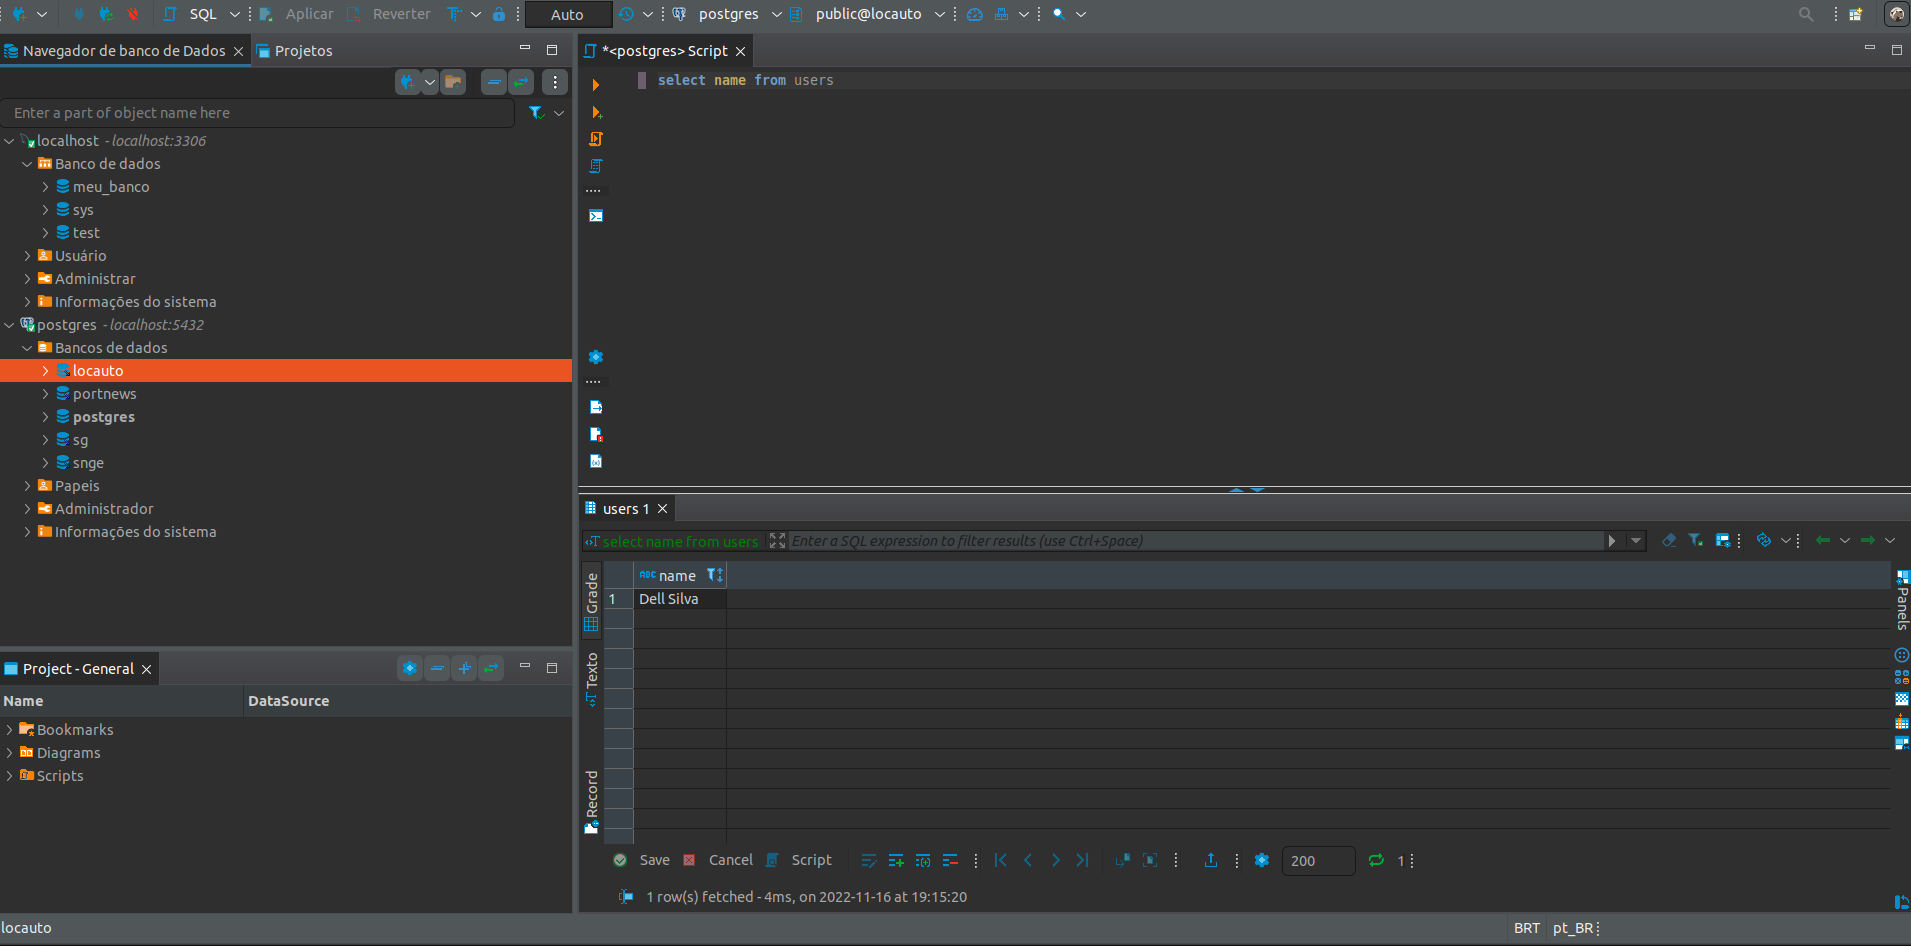 SQL Aplicar Reverter Auto postgres public@locauto
Navegador de banco de Dados Projetos
Enter a part of object name here
localhost - localhost:3306
Banco de dados
meu_banco
sys
test
Usuário
Administrar
Informações do sistema
postgres - localhost:5432
Bancos de dados
locauto
portnews
postgres
sg
snge
Papeis
Administrador
Informações do sistema
Project - General
Name DataSource
Bookmarks
Diagrams
Scripts
*<postgres> Script
select name from users
users 1
select name from users Enter a SQL expression to filter results (use Ctrl+Space)
Grade
Texto
Record
ABC name
1 Dell Silva
Panels
Save Cancel Script 200 1
1 row(s) fetched - 4ms, on 2022-11-16 at 19:15:20
locauto BRT pt_BR